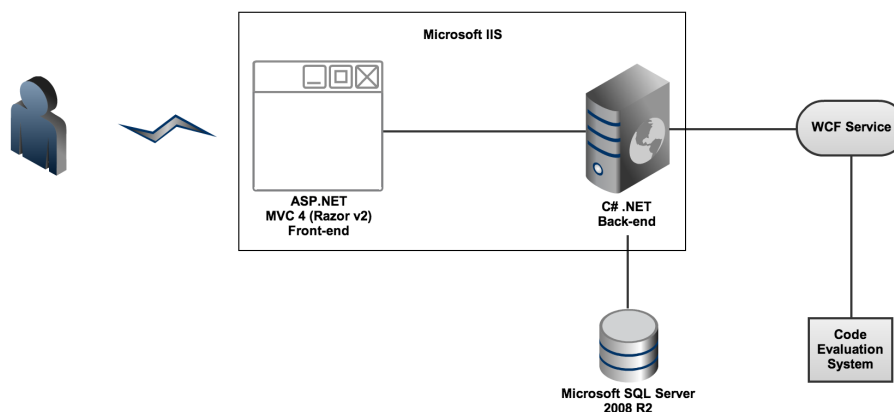 Microsoft IIS
ASP.NET
MVC 4 (Razor v2)
Front-end
C# .NET
Back-end
WCF Service
Microsoft SQL Server
2008 R2
Code
Evaluation
System